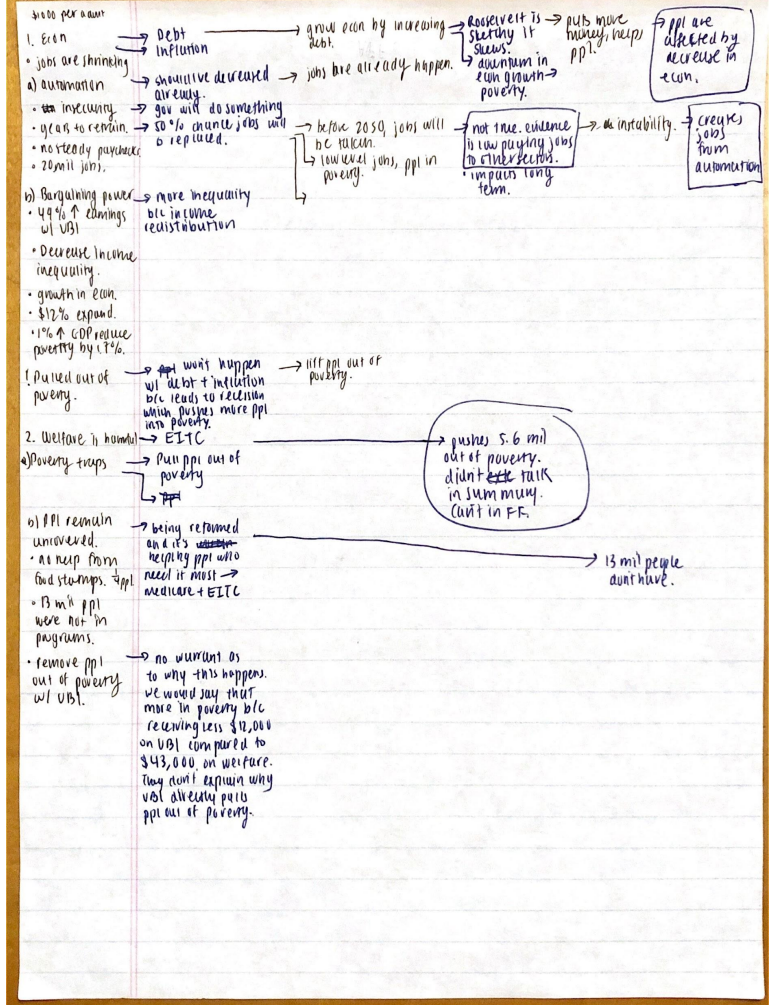 $1000 per adult
1. Econ
• jobs are shrinking
a) automation
• insecurity
• years to remain.
• no steady paycheck.
• 20mil jobs.
b) Bargaining power
• 49% ↑ earnings
w/ UBI
• Decrease income
inequality.
• growth in econ.
• $12% expand.
• 1% ↑ GDP reduce
poverty by 1.7%.
! Pulled out of
poverty.
2. Welfare is harmful
a) Poverty traps
b) PPl remain
uncovered.
• no help from
food stamps.
ppl
• 13 mil ppl
were not in
programs.
• remove ppl
out of poverty
w/ UBI.
→ Debt
→ Inflation
→ should've decreased
already.
→ gov will do something
→ 50% chance jobs will
b replaced.
→ more inequality
b/c income
redistribution
→ won't happen
w/ debt + inflation
b/c leads to recision
which pushes more ppl
into poverty.
→ EITC
→ Pull ppl out of
poverty
→ being reformed
and it's
helping ppl who
need it most →
medicare + EITC
→ no warrant as
to why this happens.
we would say that
more in poverty b/c
receiving less $12,000
on UBI compared to
$43,000 on welfare.
They don't explain why
UBI directly pulls
ppl out of poverty.
→ grow econ by increasing
debt.
→ jobs are already happen.
→ before 2050, jobs will
be taken.
→ low level jobs, ppl in
poverty.
→ lift ppl out of
poverty.
→ Roosevelt is
sketchy it
skews.
→ downturn in
econ growth →
poverty.
→ not true. evidence
is low paying jobs
to other sectors.
• impacts long
term.
→ pushes 5.6 mil
out of poverty.
didn't talk
in summary.
Can't in FF.
→ puts more
money, helps
ppl.
→ instability.
→ 13 mil people
don't have.
→ ppl are
affected by
decrease in
econ.
→ creates
jobs
from
automation